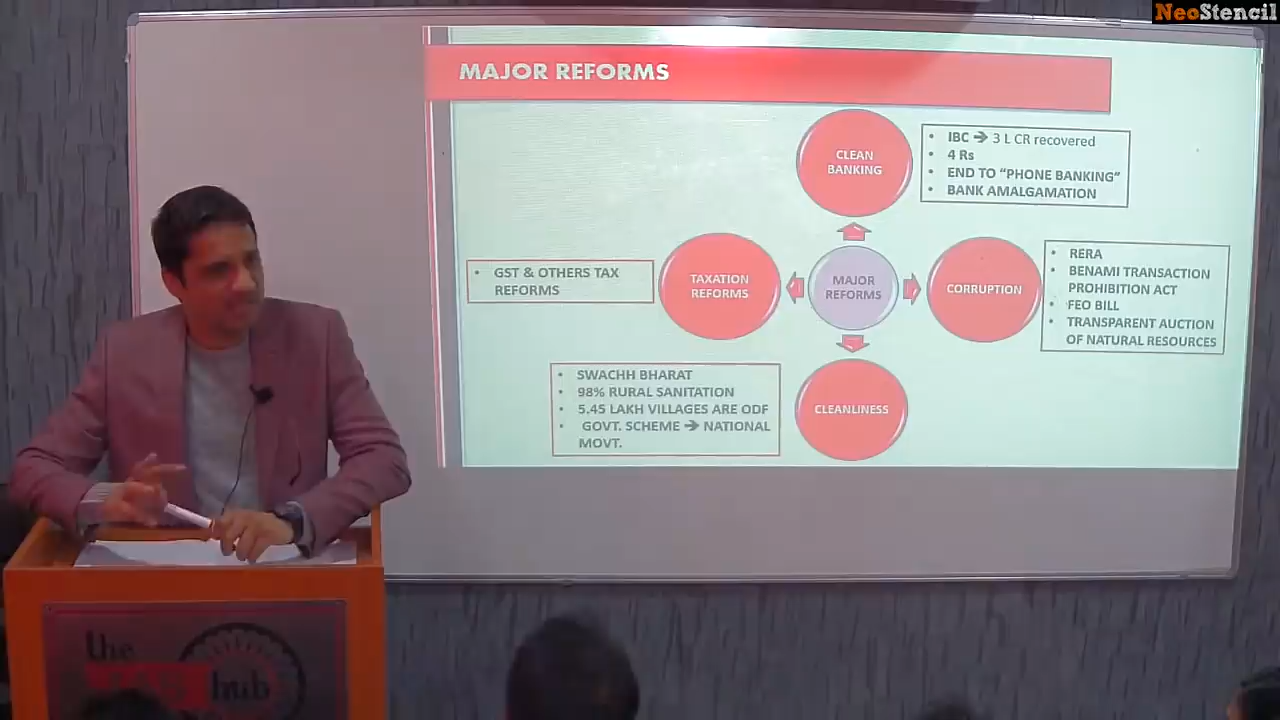 NeoStencil
MAJOR REFORMS
CLEAN
BANKING
• IBC ➔ 3 L CR recovered
• 4 Rs
• END TO “PHONE BANKING”
• BANK AMALGAMATION
• GST & OTHERS TAX
REFORMS
TAXATION
REFORMS
MAJOR
REFORMS
CORRUPTION
• RERA
• BENAMI TRANSACTION
PROHIBITION ACT
• FEO BILL
• TRANSPARENT AUCTION
OF NATURAL RESOURCES
• SWACHH BHARAT
• 98% RURAL SANITATION
• 5.45 LAKH VILLAGES ARE ODF
• GOVT. SCHEME ➔ NATIONAL
MOVT.
CLEANLINESS
the
hub